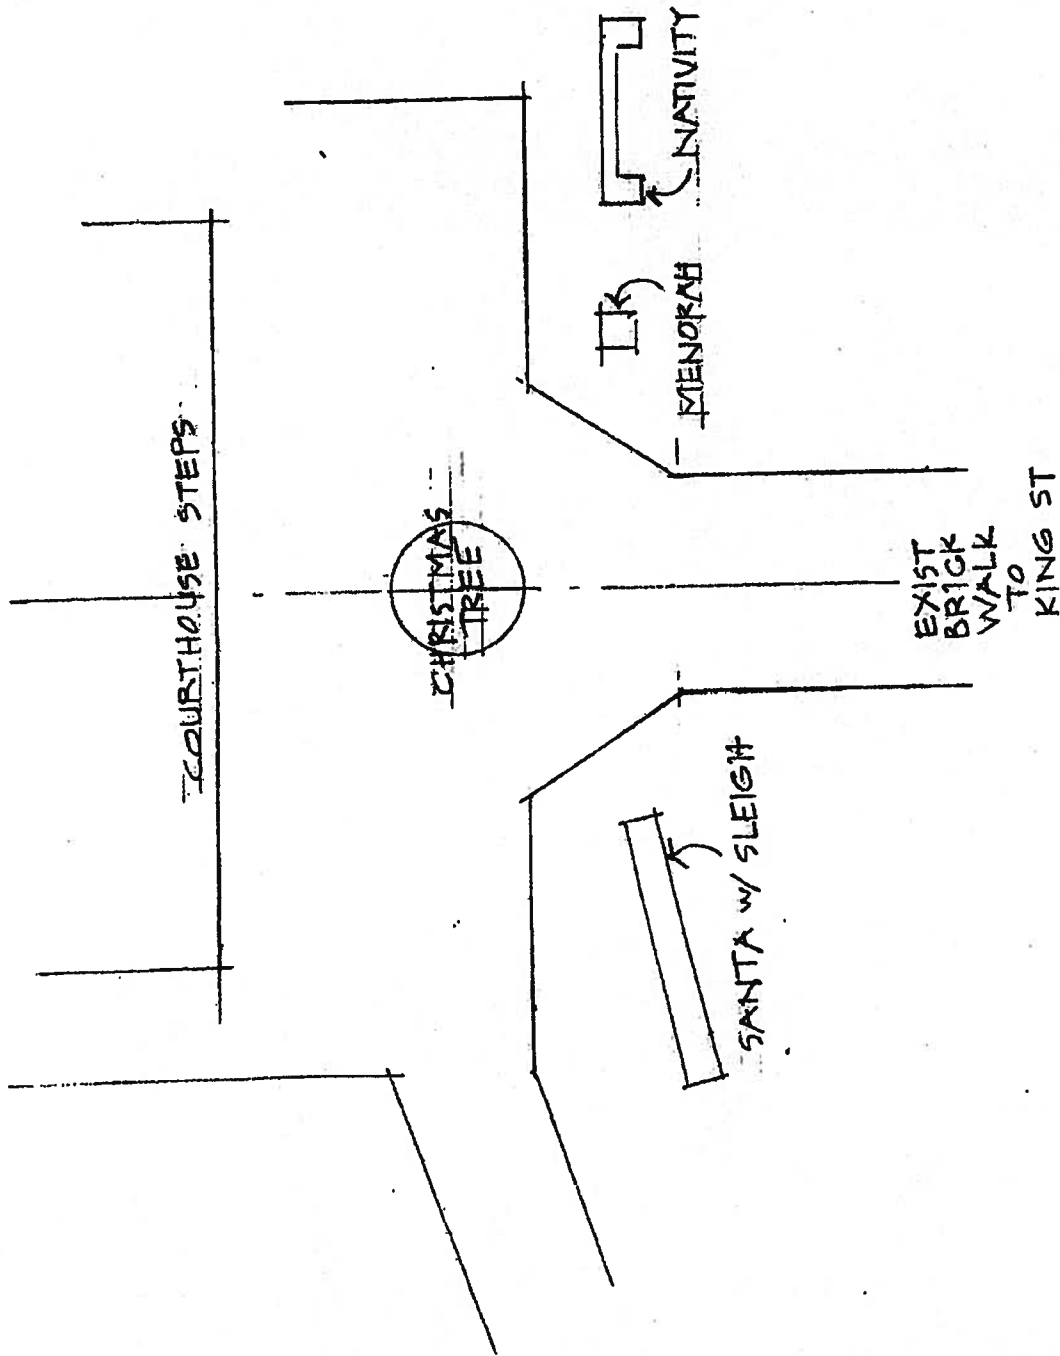 COURTHOUSE STEPS
CHRISTMAS
TREE
NATIVITY
MENORAH
SANTA W/ SLEIGH
EXIST
BRICK
WALK
TO
KING ST